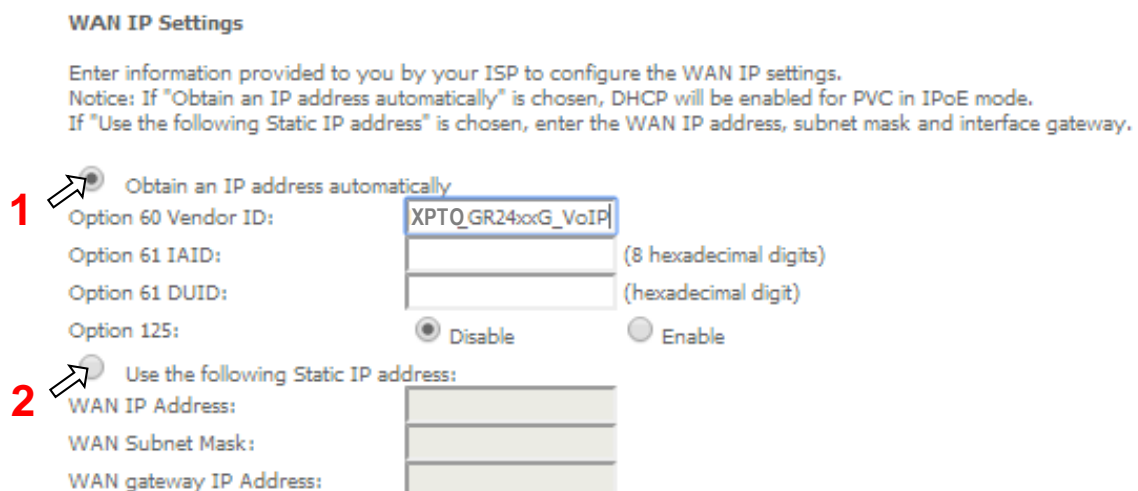 WAN IP Settings
Enter information provided to you by your ISP to configure the WAN IP settings.
Notice: If "Obtain an IP address automatically" is chosen, DHCP will be enabled for PVC in IPoE mode.
If "Use the following Static IP address" is chosen, enter the WAN IP address, subnet mask and interface gateway.
1 Obtain an IP address automatically
Option 60 Vendor ID: XPTO_GR24xxG_VoIP
Option 61 IAID: (8 hexadecimal digits)
Option 61 DUID: (hexadecimal digit)
Option 125: Disable Enable
2 Use the following Static IP address:
WAN IP Address:
WAN Subnet Mask:
WAN gateway IP Address: